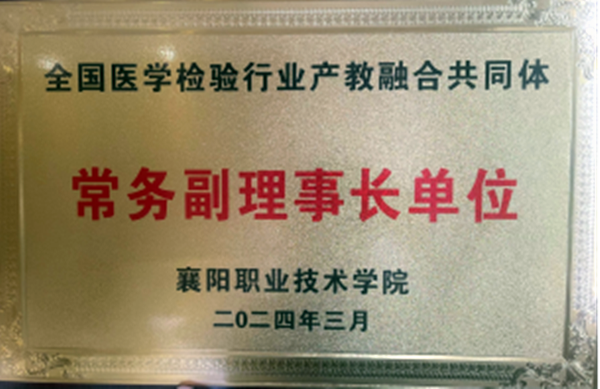 全国医学检验行业产教融合共同体
常务副理事长单位
襄阳职业技术学院
二〇二四年三月